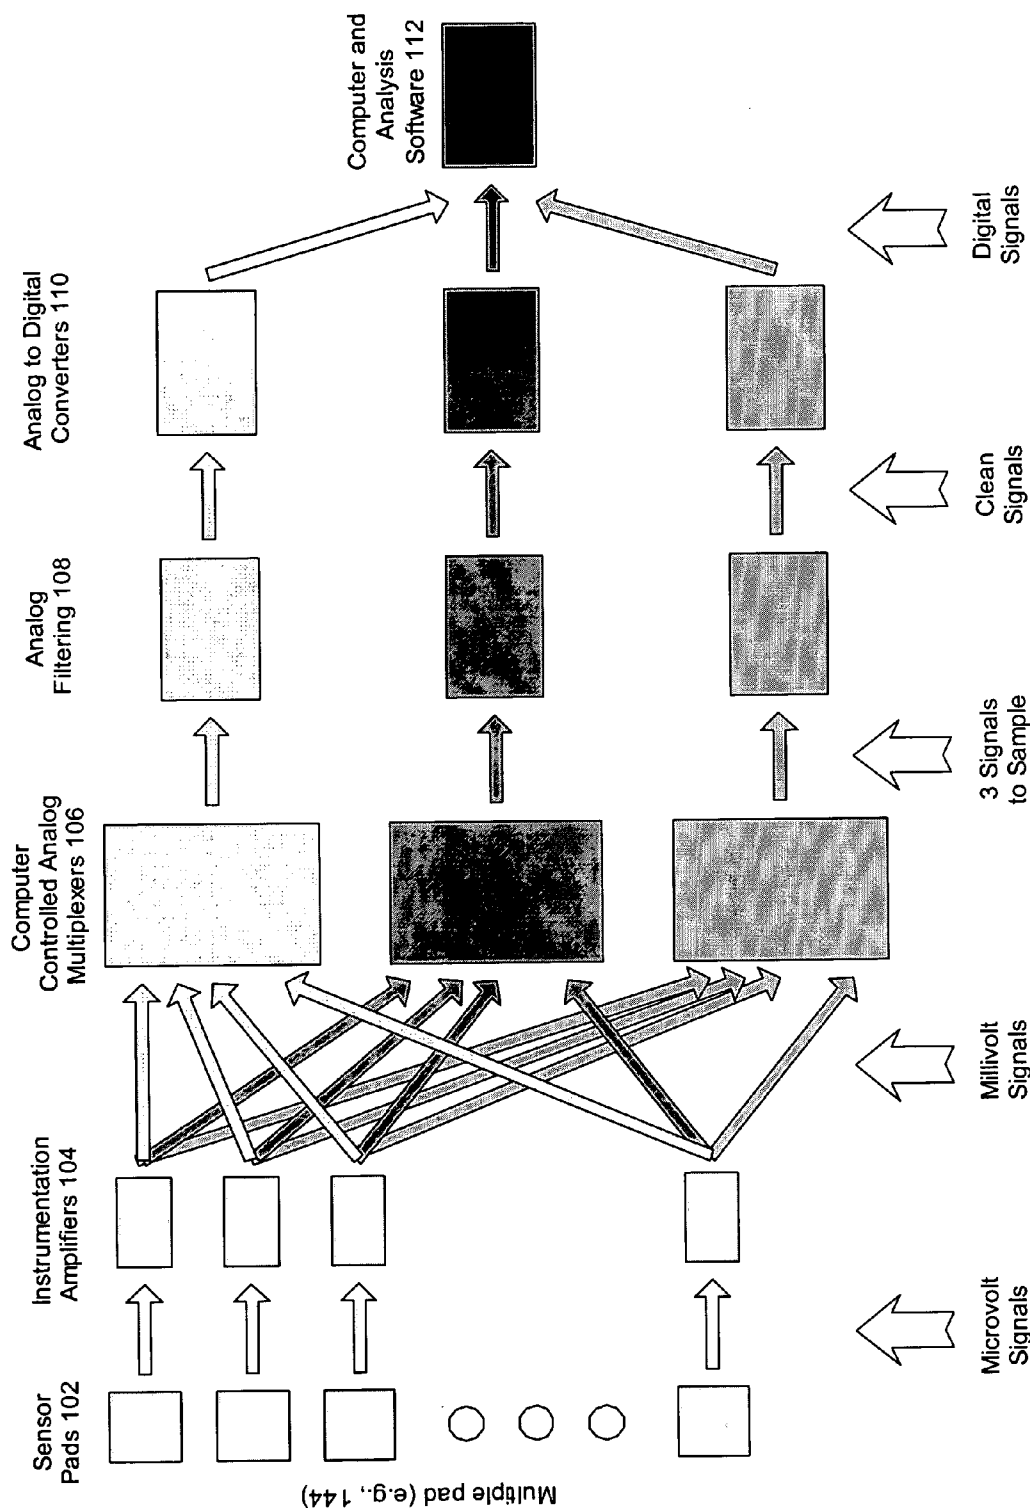 Sensor
Pads 102
Instrumentation
Amplifiers 104
Computer
Controlled Analog
Multiplexers 106
Analog
Filtering 108
Analog to Digital
Converters 110
Computer and
Analysis
Software 112
Multiple pad (e.g., 144)
Microvolt
Signals
Millivolt
Signals
3 Signals
to Sample
Clean
Signals
Digital
Signals